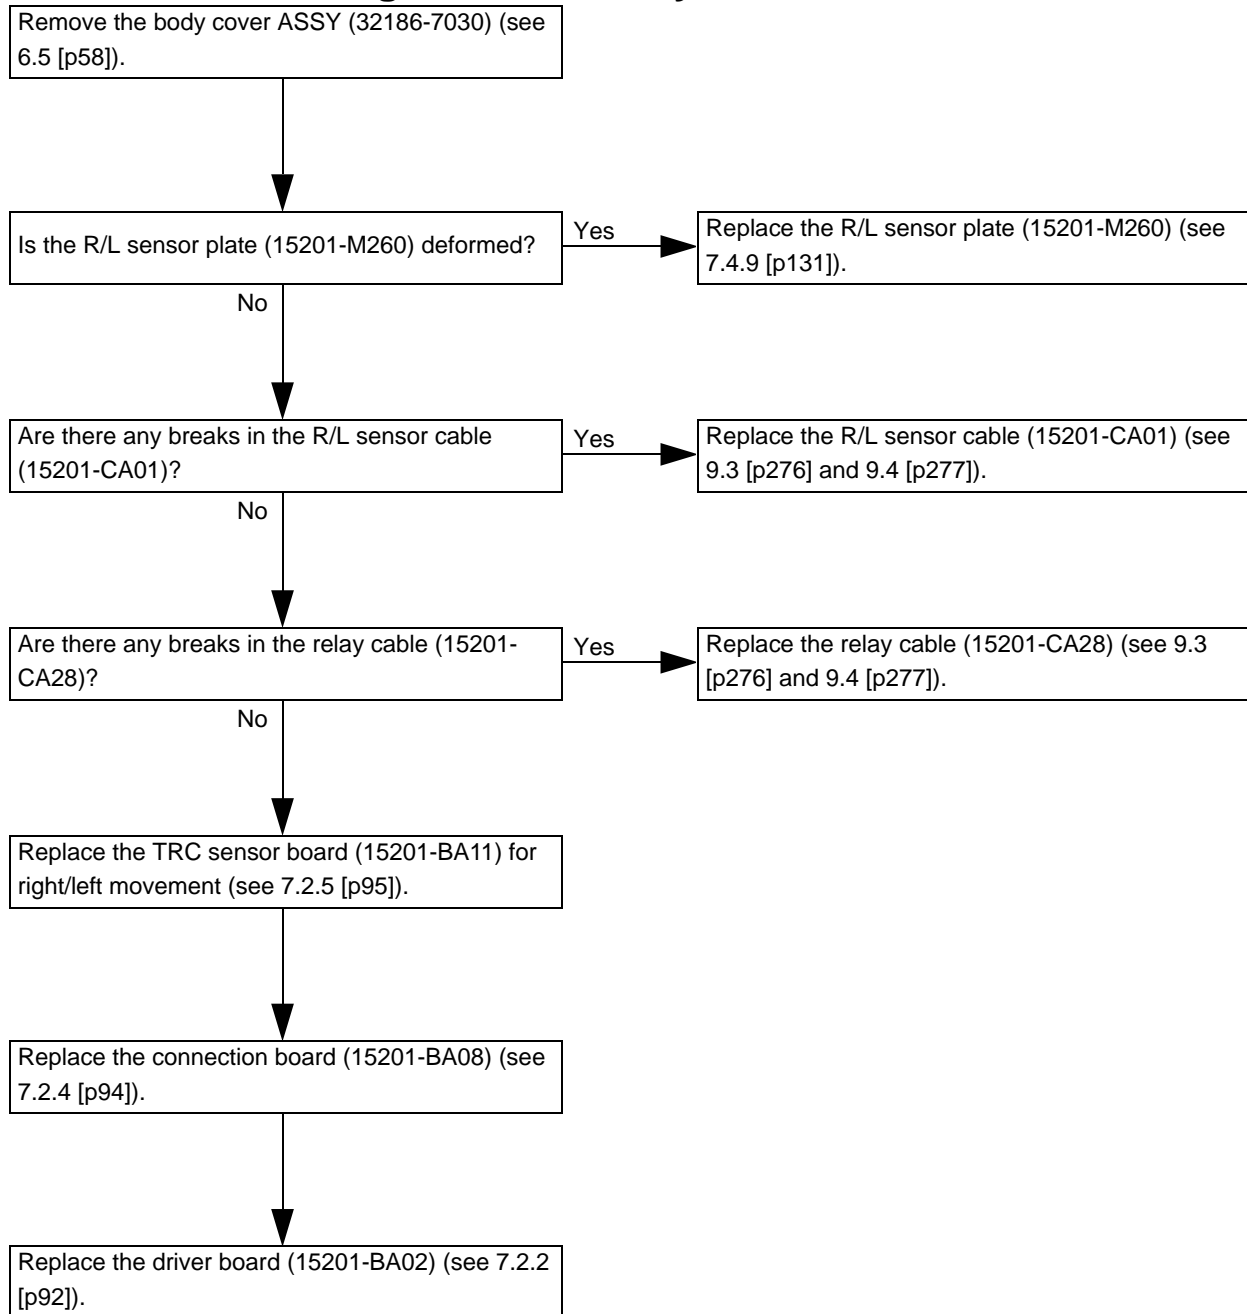 Remove the body cover ASSY (32186-7030) (see
6.5 [p58]).
Is the R/L sensor plate (15201-M260) deformed?
Yes
Replace the R/L sensor plate (15201-M260) (see
7.4.9 [p131]).
No
Are there any breaks in the R/L sensor cable
(15201-CA01)?
Yes
Replace the R/L sensor cable (15201-CA01) (see
9.3 [p276] and 9.4 [p277]).
No
Are there any breaks in the relay cable (15201-
CA28)?
Yes
Replace the relay cable (15201-CA28) (see 9.3
[p276] and 9.4 [p277]).
No
Replace the TRC sensor board (15201-BA11) for
right/left movement (see 7.2.5 [p95]).
Replace the connection board (15201-BA08) (see
7.2.4 [p94]).
Replace the driver board (15201-BA02) (see 7.2.2
[p92]).